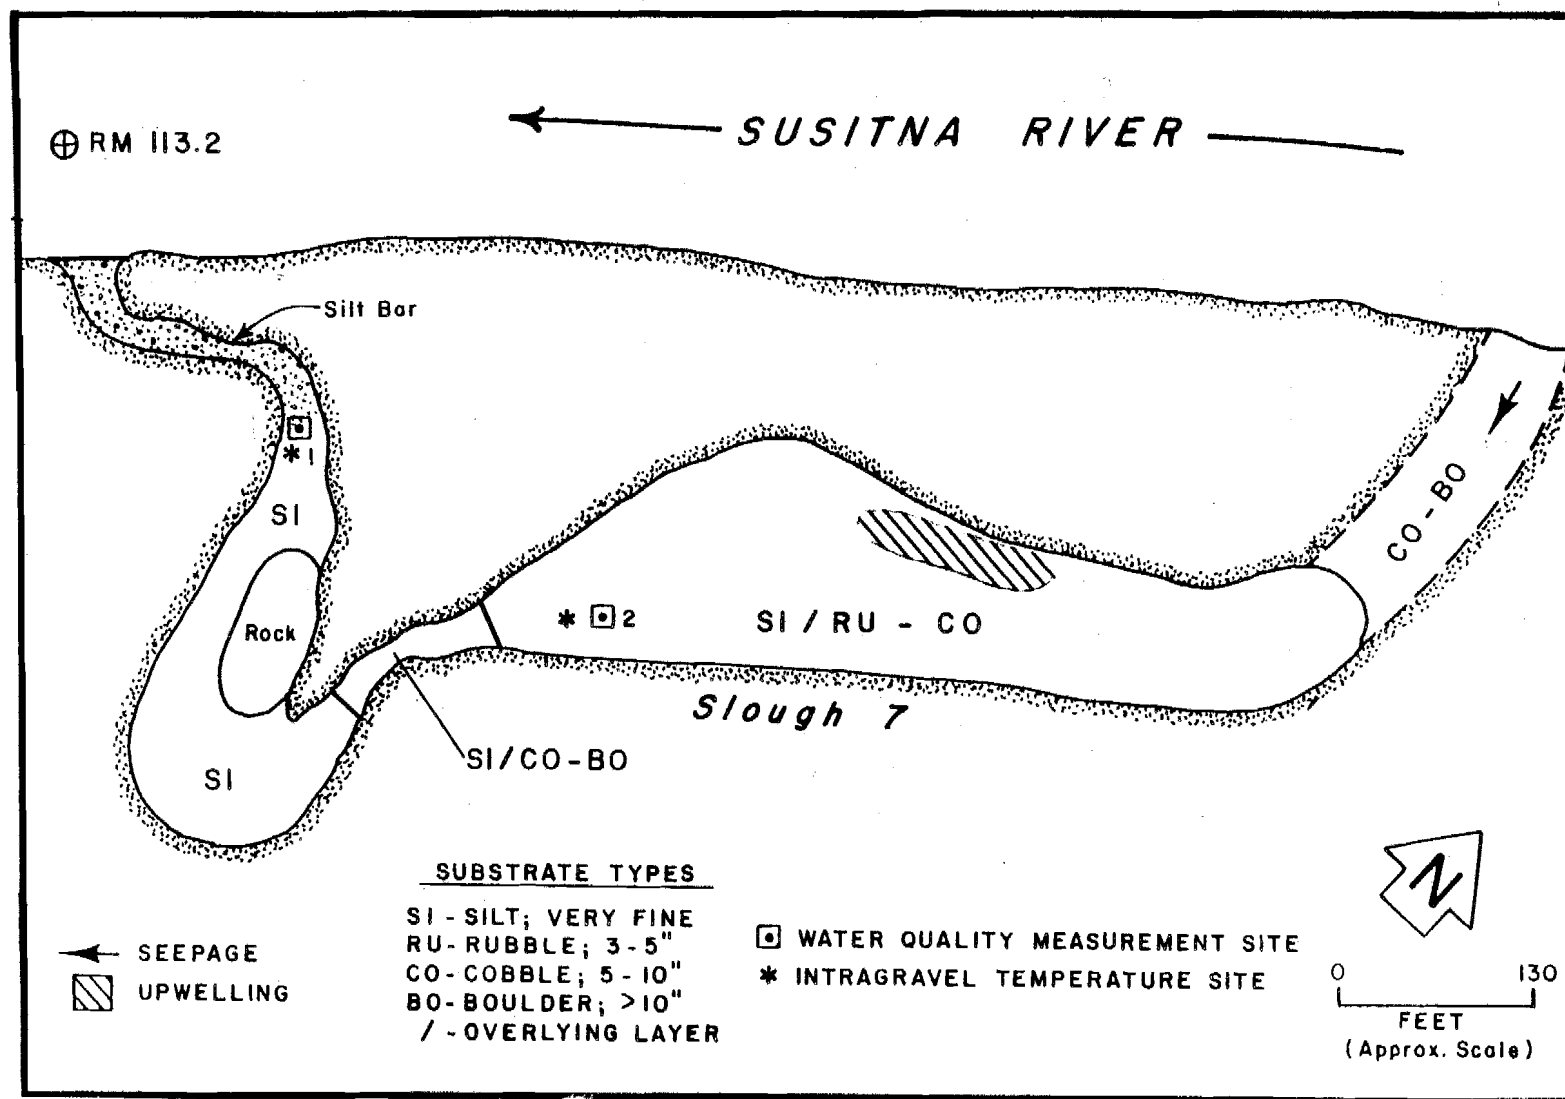 RM 113.2
SUSITNA RIVER
Silt Bar
1
SI
CO-BO
Rock
2
SI / RU - CO
Slough 7
SI/CO-BO
SI
N
SUBSTRATE TYPES
SI - SILT; VERY FINE
RU- RUBBLE; 3-5"
CO-COBBLE; 5-10"
BO-BOULDER; >10"
/ -OVERLYING LAYER
SEEPAGE
UPWELLING
WATER QUALITY MEASUREMENT SITE
* INTRAGRAVEL TEMPERATURE SITE
0 130
FEET
(Approx. Scale)